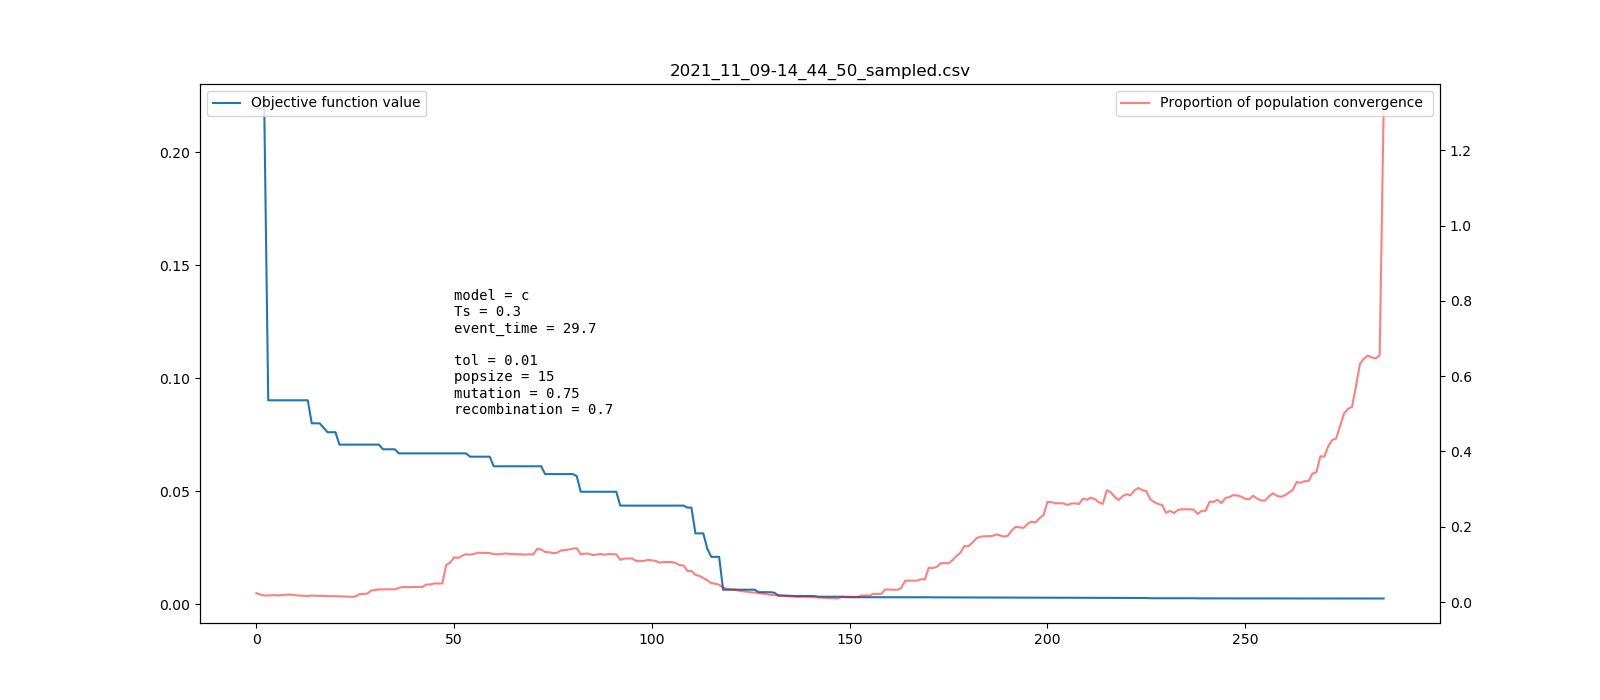 2021_11_09-14_44_50_sampled.csv
Objective function value
Proportion of population convergence
0.20
0.15
0.10
0.05
0.00
model = c
Ts = 0.3
event_time = 29.7
tol = 0.01
popsize = 15
mutation = 0.75
recombination = 0.7
1.2
1.0
0.8
0.6
0.4
0.2
0.0
0 50 100 150 200 250